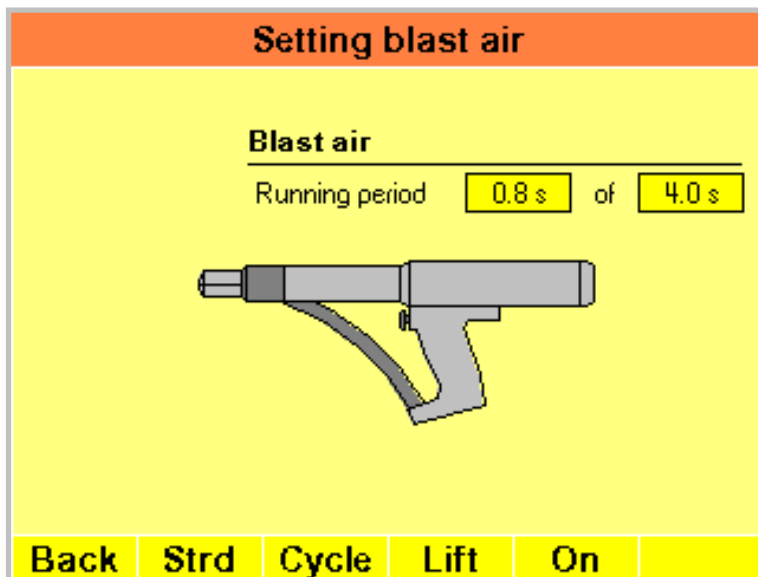 Setting blast air
Blast air
Running period 0.8 s of 4.0 s
Back Strd Cycle Lift On